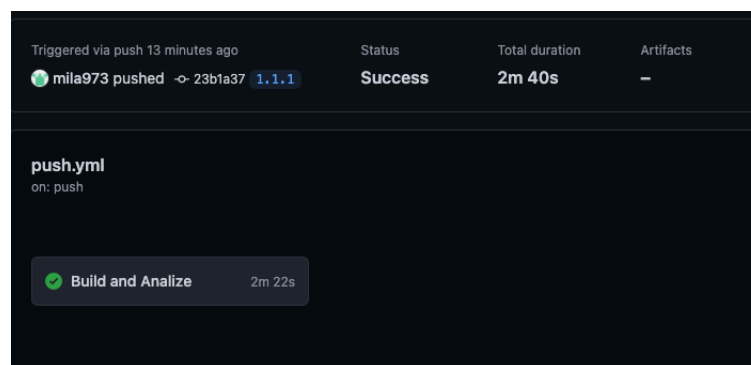 Triggered via push 13 minutes ago
mila973 pushed 23b1a37 1.1.1
Status
Success
Total duration
2m 40s
Artifacts
–
push.yml
on: push
Build and Analize 2m 22s